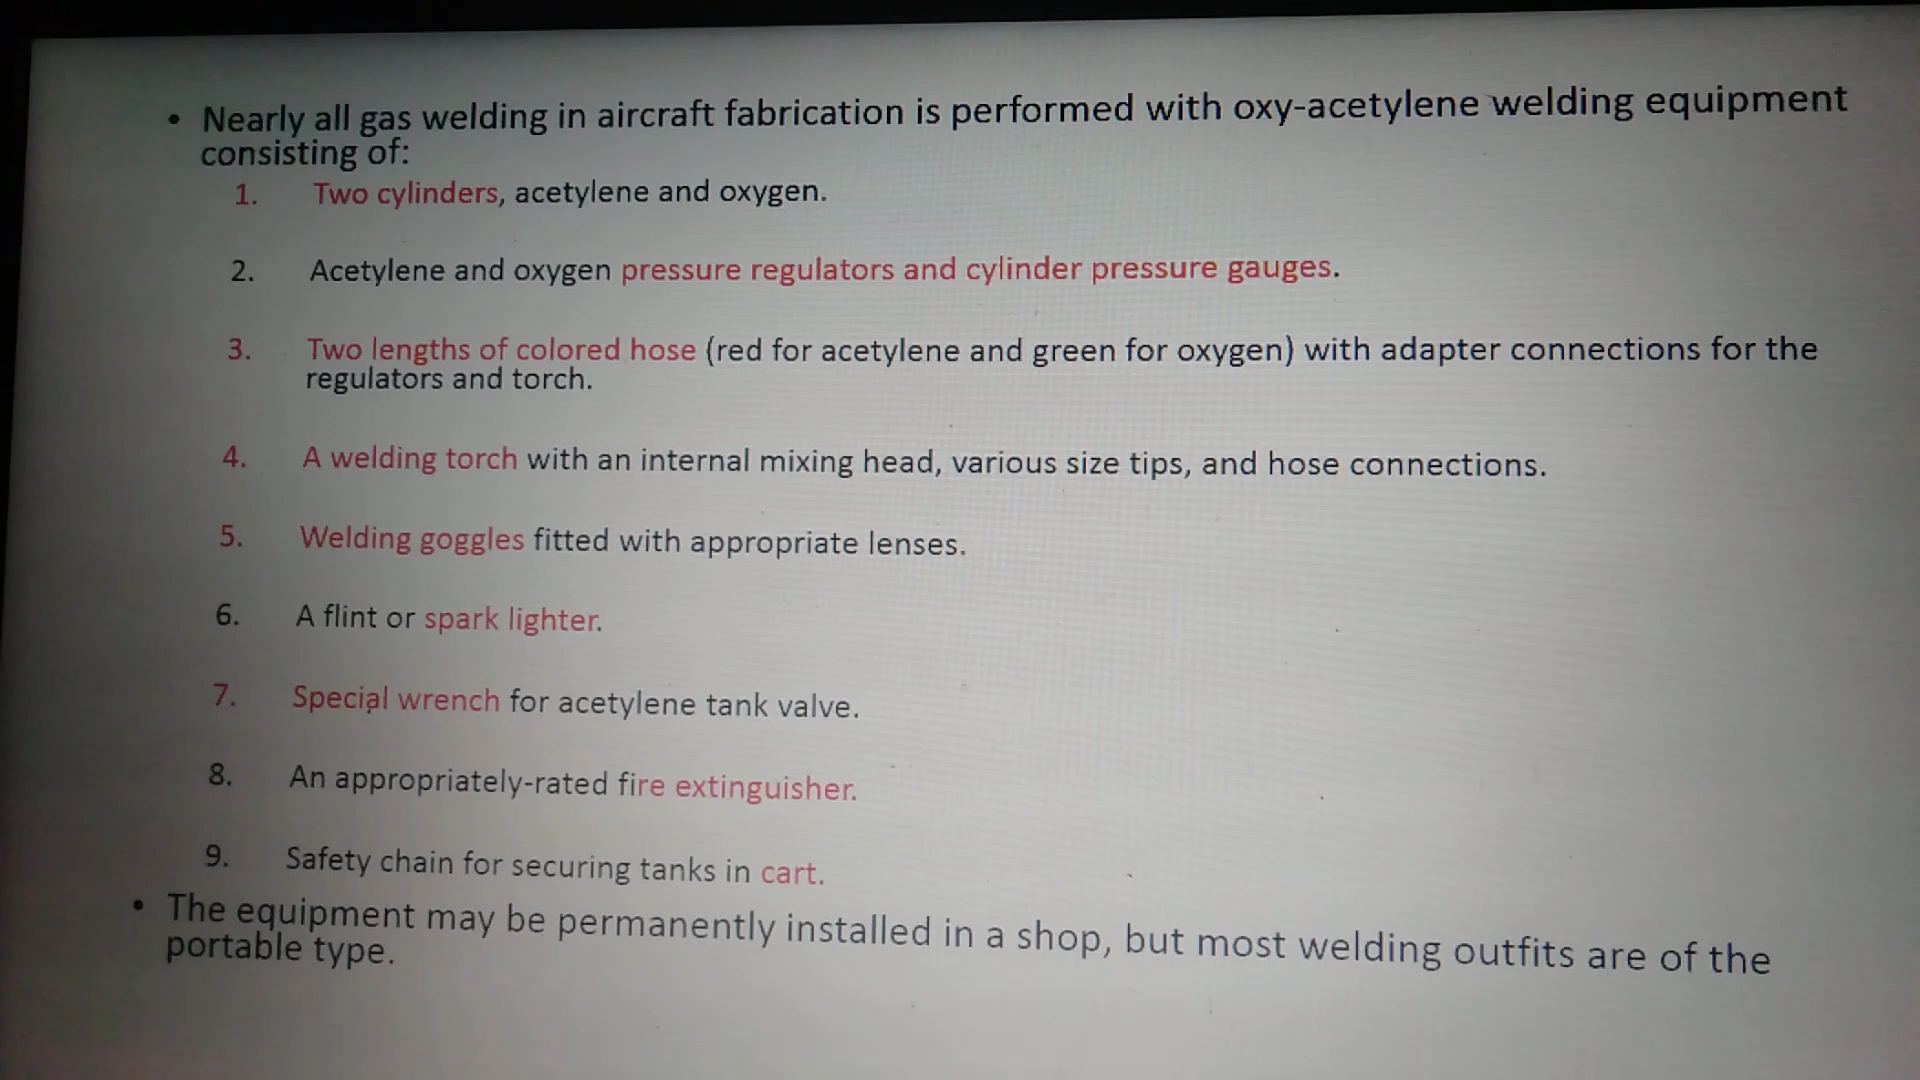 • Nearly all gas welding in aircraft fabrication is performed with oxy-acetylene welding equipment
consisting of:
1. Two cylinders, acetylene and oxygen.
2. Acetylene and oxygen pressure regulators and cylinder pressure gauges.
3. Two lengths of colored hose (red for acetylene and green for oxygen) with adapter connections for the
regulators and torch.
4. A welding torch with an internal mixing head, various size tips, and hose connections.
5. Welding goggles fitted with appropriate lenses.
6. A flint or spark lighter.
7. Special wrench for acetylene tank valve.
8. An appropriately-rated fire extinguisher.
9. Safety chain for securing tanks in cart.
• The equipment may be permanently installed in a shop, but most welding outfits are of the
portable type.